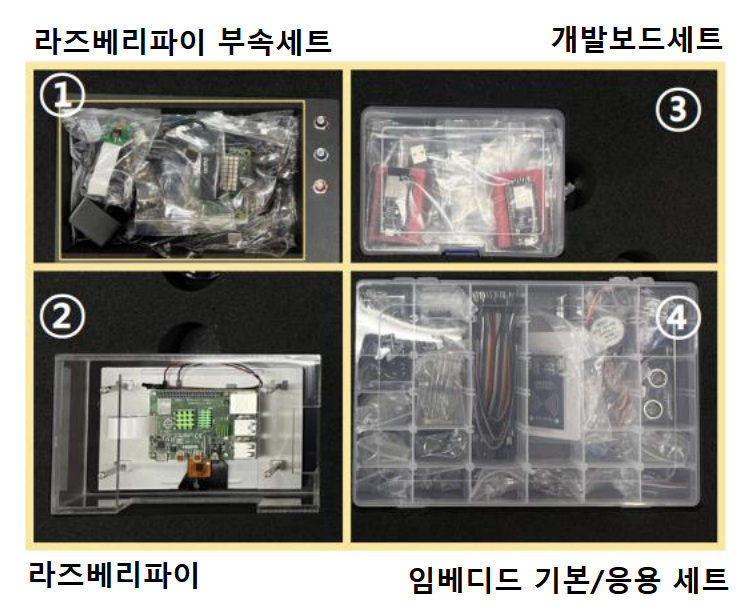 라즈베리파이 부속세트
개발보드세트
①
③
②
④
라즈베리파이
임베디드 기본/응용 세트